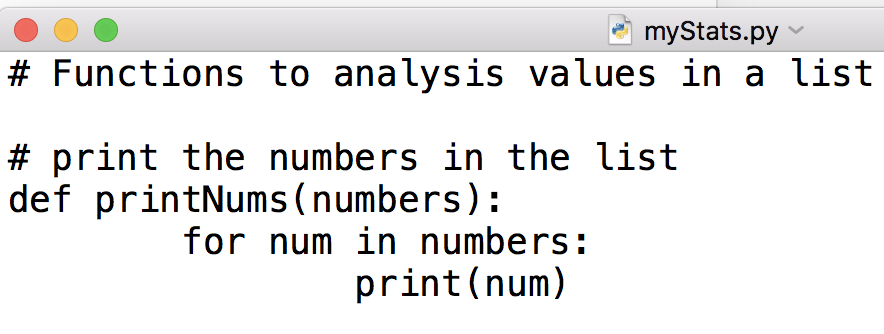 myStats.py
# Functions to analysis values in a list
# print the numbers in the list
def printNums(numbers):
        for num in numbers:
                print(num)